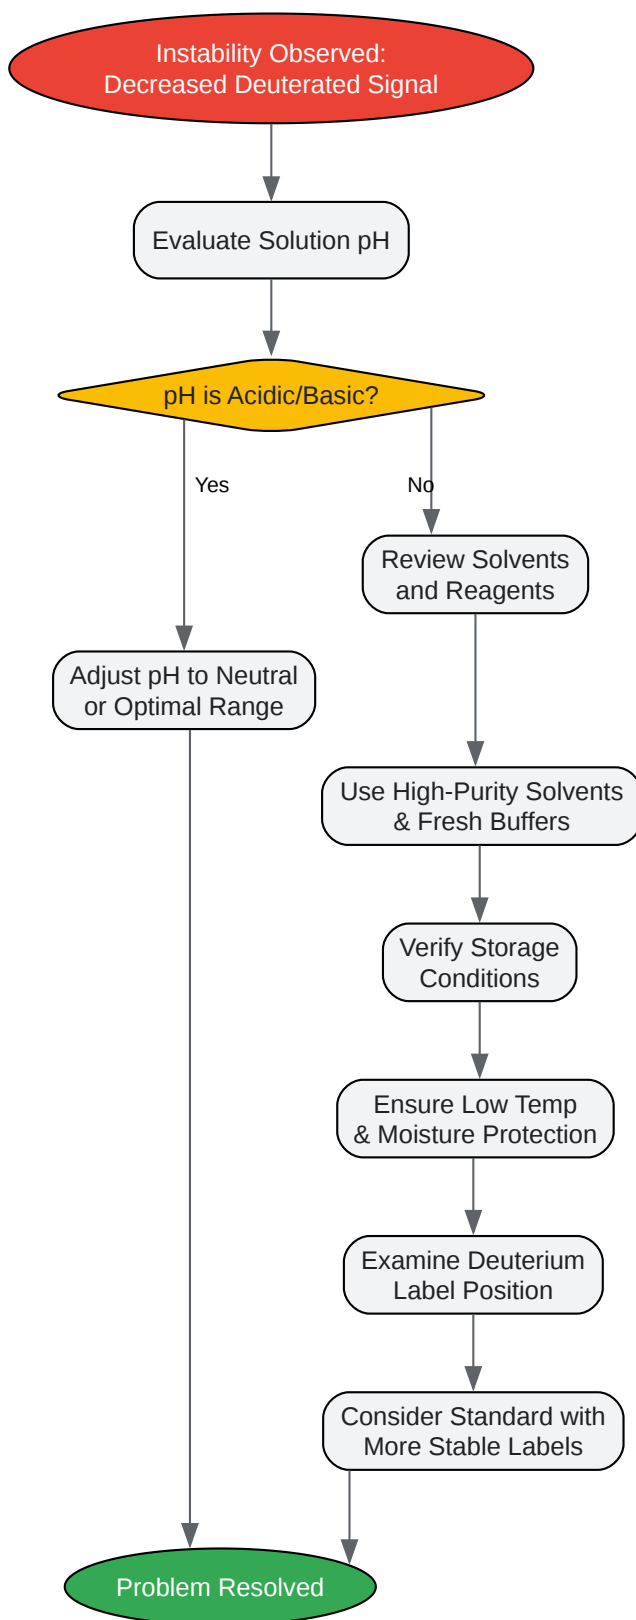 Instability Observed:
Decreased Deuterated Signal
Evaluate Solution pH
pH is Acidic/Basic?
Yes
No
Review Solvents
and Reagents
Adjust pH to Neutral
or Optimal Range
Use High-Purity Solvents
& Fresh Buffers
Verify Storage
Conditions
Ensure Low Temp
& Moisture Protection
Examine Deuterium
Label Position
Consider Standard with
More Stable Labels
Problem Resolved